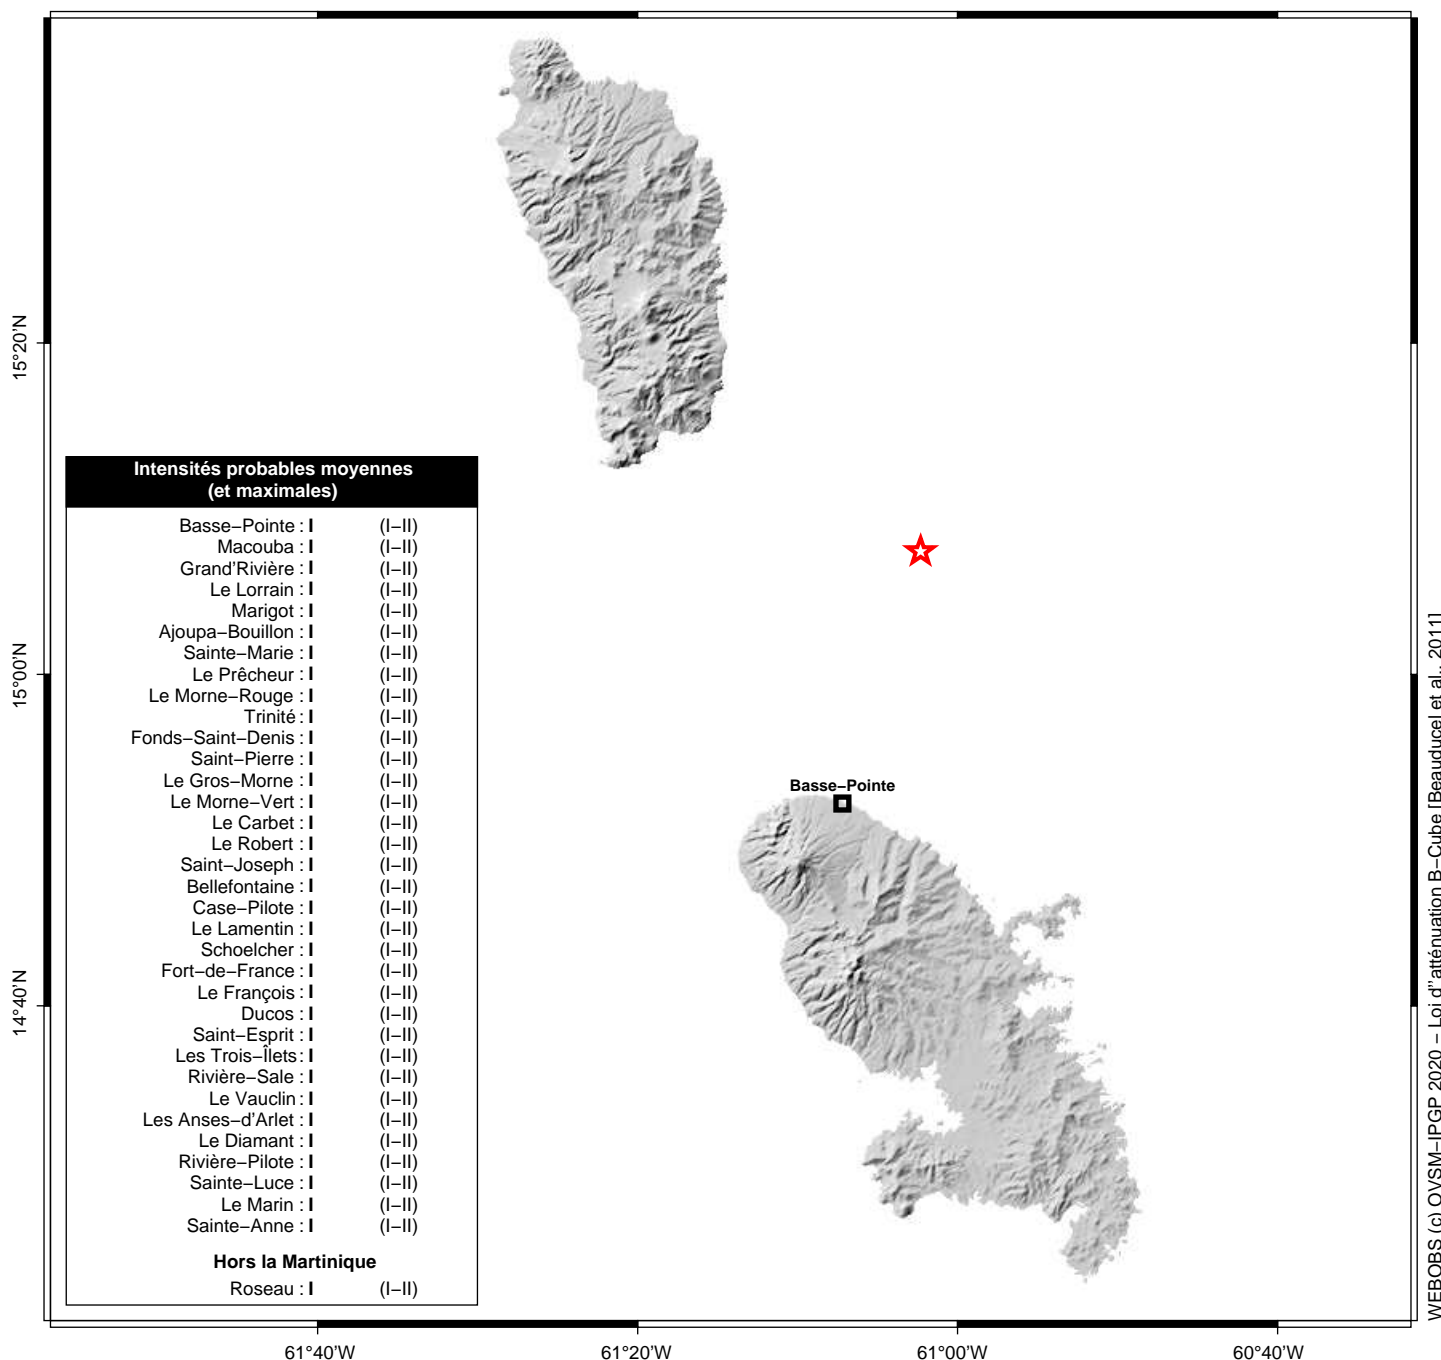 Intensités probables moyennes
(et maximales)
Basse–Pointe : I (I–II)
Macouba : I (I–II)
Grand'Rivière : I (I–II)
Le Lorrain : I (I–II)
Marigot : I (I–II)
Ajoupa–Bouillon : I (I–II)
Sainte–Marie : I (I–II)
Le Prêcheur : I (I–II)
Le Morne–Rouge : I (I–II)
Trinité : I (I–II)
Fonds–Saint–Denis : I (I–II)
Saint–Pierre : I (I–II)
Le Gros–Morne : I (I–II)
Le Morne–Vert : I (I–II)
Le Carbet : I (I–II)
Le Robert : I (I–II)
Saint–Joseph : I (I–II)
Bellefontaine : I (I–II)
Case–Pilote : I (I–II)
Le Lamentin : I (I–II)
Schoelcher : I (I–II)
Fort–de–France : I (I–II)
Le François : I (I–II)
Ducos : I (I–II)
Saint–Esprit : I (I–II)
Les Trois–Îlets : I (I–II)
Rivière–Sale : I (I–II)
Le Vauclin : I (I–II)
Les Anses–d'Arlet : I (I–II)
Le Diamant : I (I–II)
Rivière–Pilote : I (I–II)
Sainte–Luce : I (I–II)
Le Marin : I (I–II)
Sainte–Anne : I (I–II)
Hors la Martinique
Roseau : I (I–II)
Basse–Pointe
15°20'N
15°00'N
14°40'N
61°40'W
61°20'W
61°00'W
60°40'W
WEBOBS (c) OVSM–IPGP 2020 – Loi d''atténuation B–Cube [Beauducel et al., 2011]